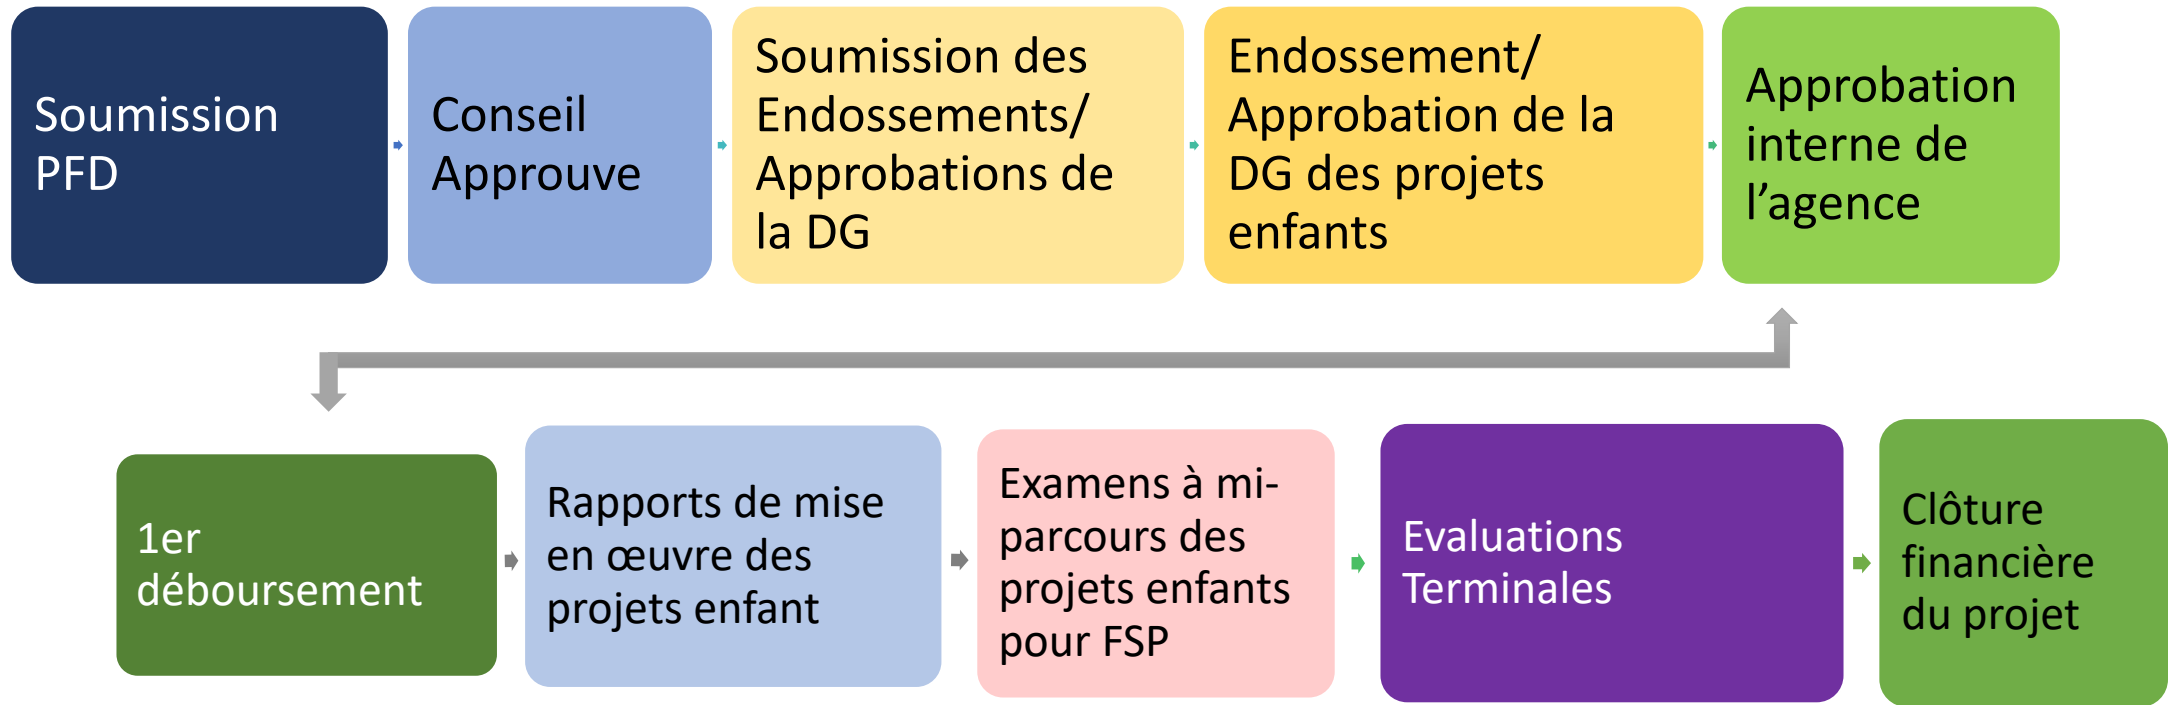 Soumission
PFD
Conseil
Approuve
Soumission des
Endossements/
Approbations de
la DG
Endossement/
Approbation de la
DG des projets
enfants
Approbation
interne de
l’agence
1er
déboursement
Rapports de mise
en œuvre des
projets enfant
Examens à mi-
parcours des
projets enfants
pour FSP
Evaluations
Terminales
Clôture
financière
du projet